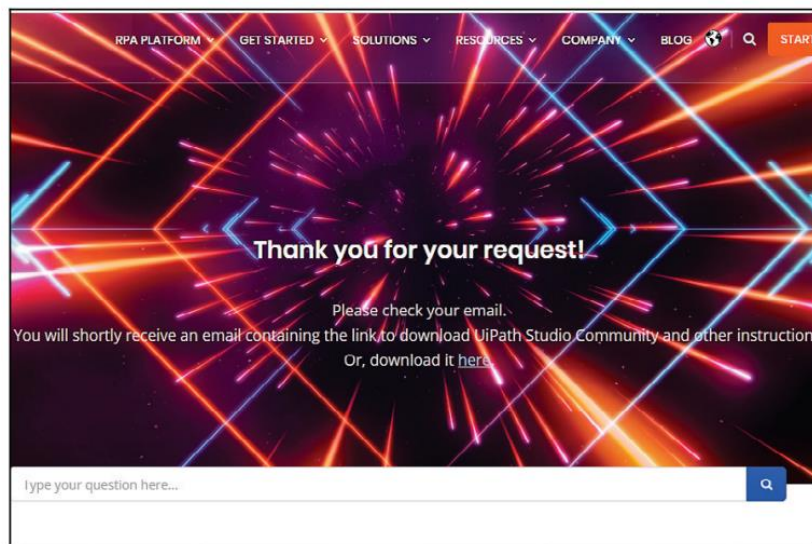 RPA PLATFORM GET STARTED SOLUTIONS RESOURCES COMPANY BLOG START
Thank you for your request!
Please check your email.
You will shortly receive an email containing the link to download UiPath Studio Community and other instruction
Or, download it here.
Type your question here...